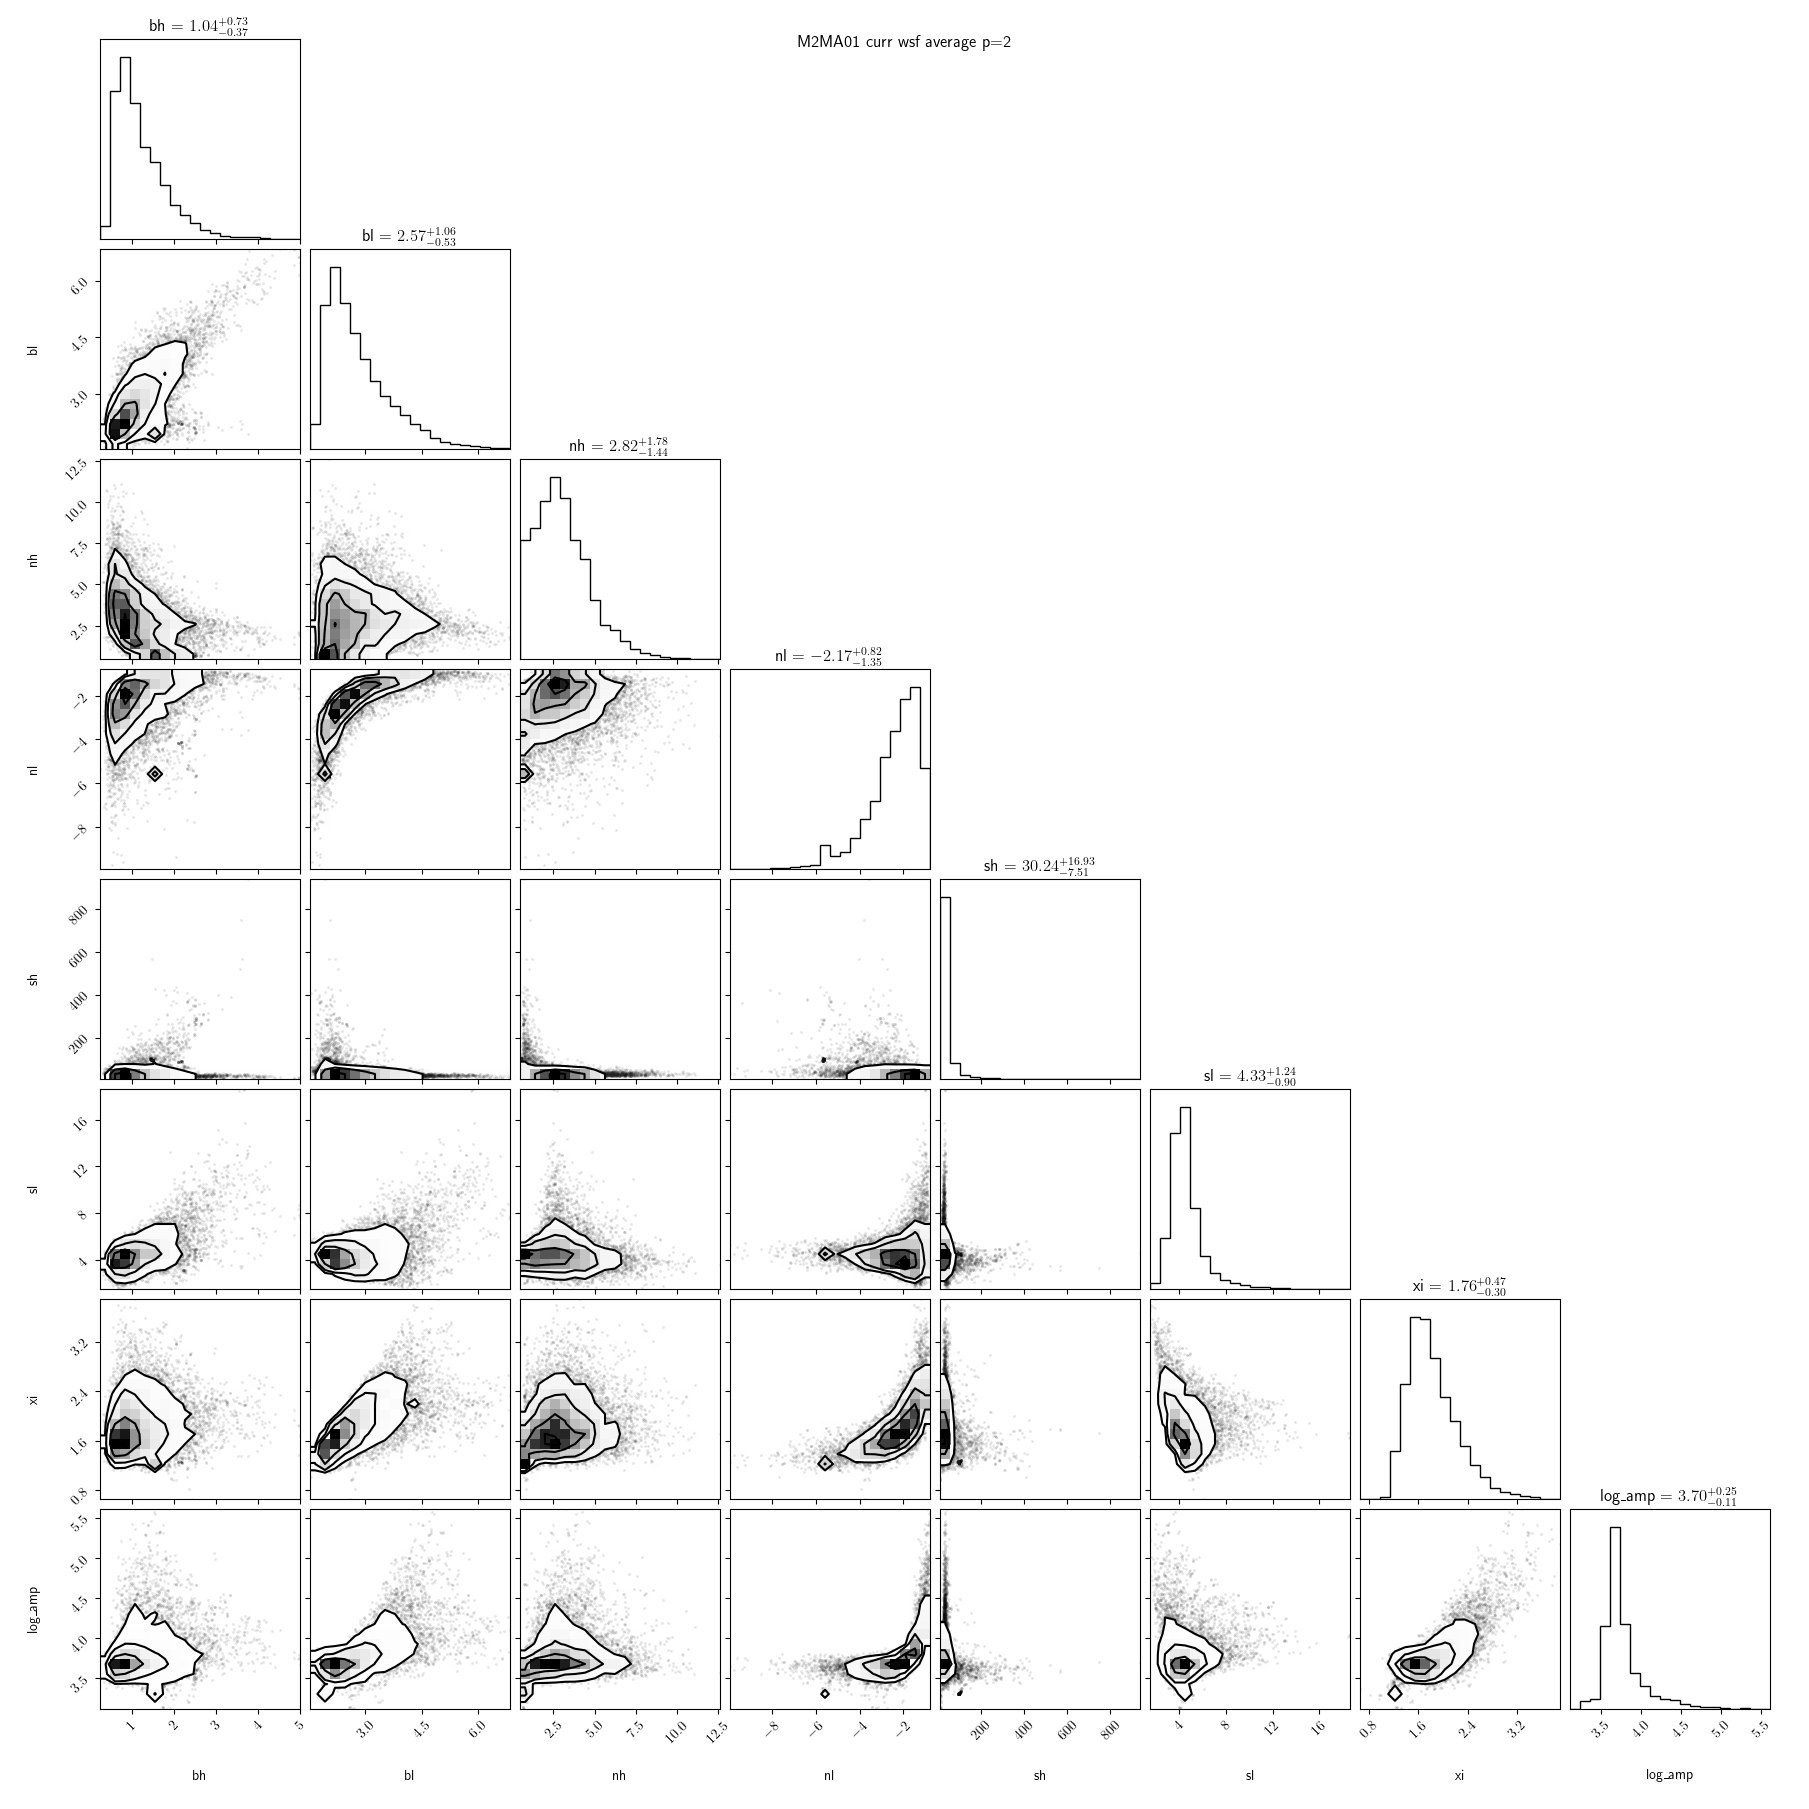 bh = 1.04 +0.73 −0.37
M2MA01 curr wsf average p=2
bl = 2.57 +1.06 −0.53
6.0
4.5
3.0
bl
nh = 2.82 +1.78 −1.44
12.5
10.0
7.5
5.0
2.5
nh
nl = −2.17 +0.82 −1.35
−2
−4
−6
−8
nl
sh = 30.24 +16.93 −7.51
800
600
400
200
sh
sl = 4.33 +1.24 −0.90
16
12
8
4
sl
xi = 1.76 +0.47 −0.30
3.2
2.4
1.6
0.8
xi
log_amp = 3.70 +0.25 −0.11
5.5
5.0
4.5
4.0
3.5
log_amp
1 2 3 4 5 3.0 4.5 6.0 2.5 5.0 7.5 10.0 12.5 −8 −6 −4 −2 200 400 600 800 4 8 12 16 0.8 1.6 2.4 3.2 3.5 4.0 4.5 5.0 5.5
bh bl nh nl sh sl xi log_amp